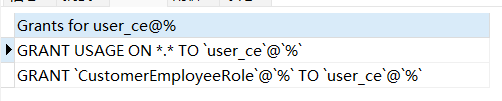 Grants for user_ce@%
GRANT USAGE ON *.* TO `user_ce`@`%`
GRANT `CustomerEmployeeRole`@`%` TO `user_ce`@`%`